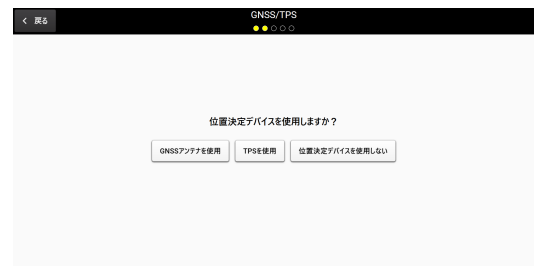 戻る
GNSS/TPS
位置決定デバイスを使用しますか？
GNSSアンテナを使用
TPSを使用
位置決定デバイスを使用しない